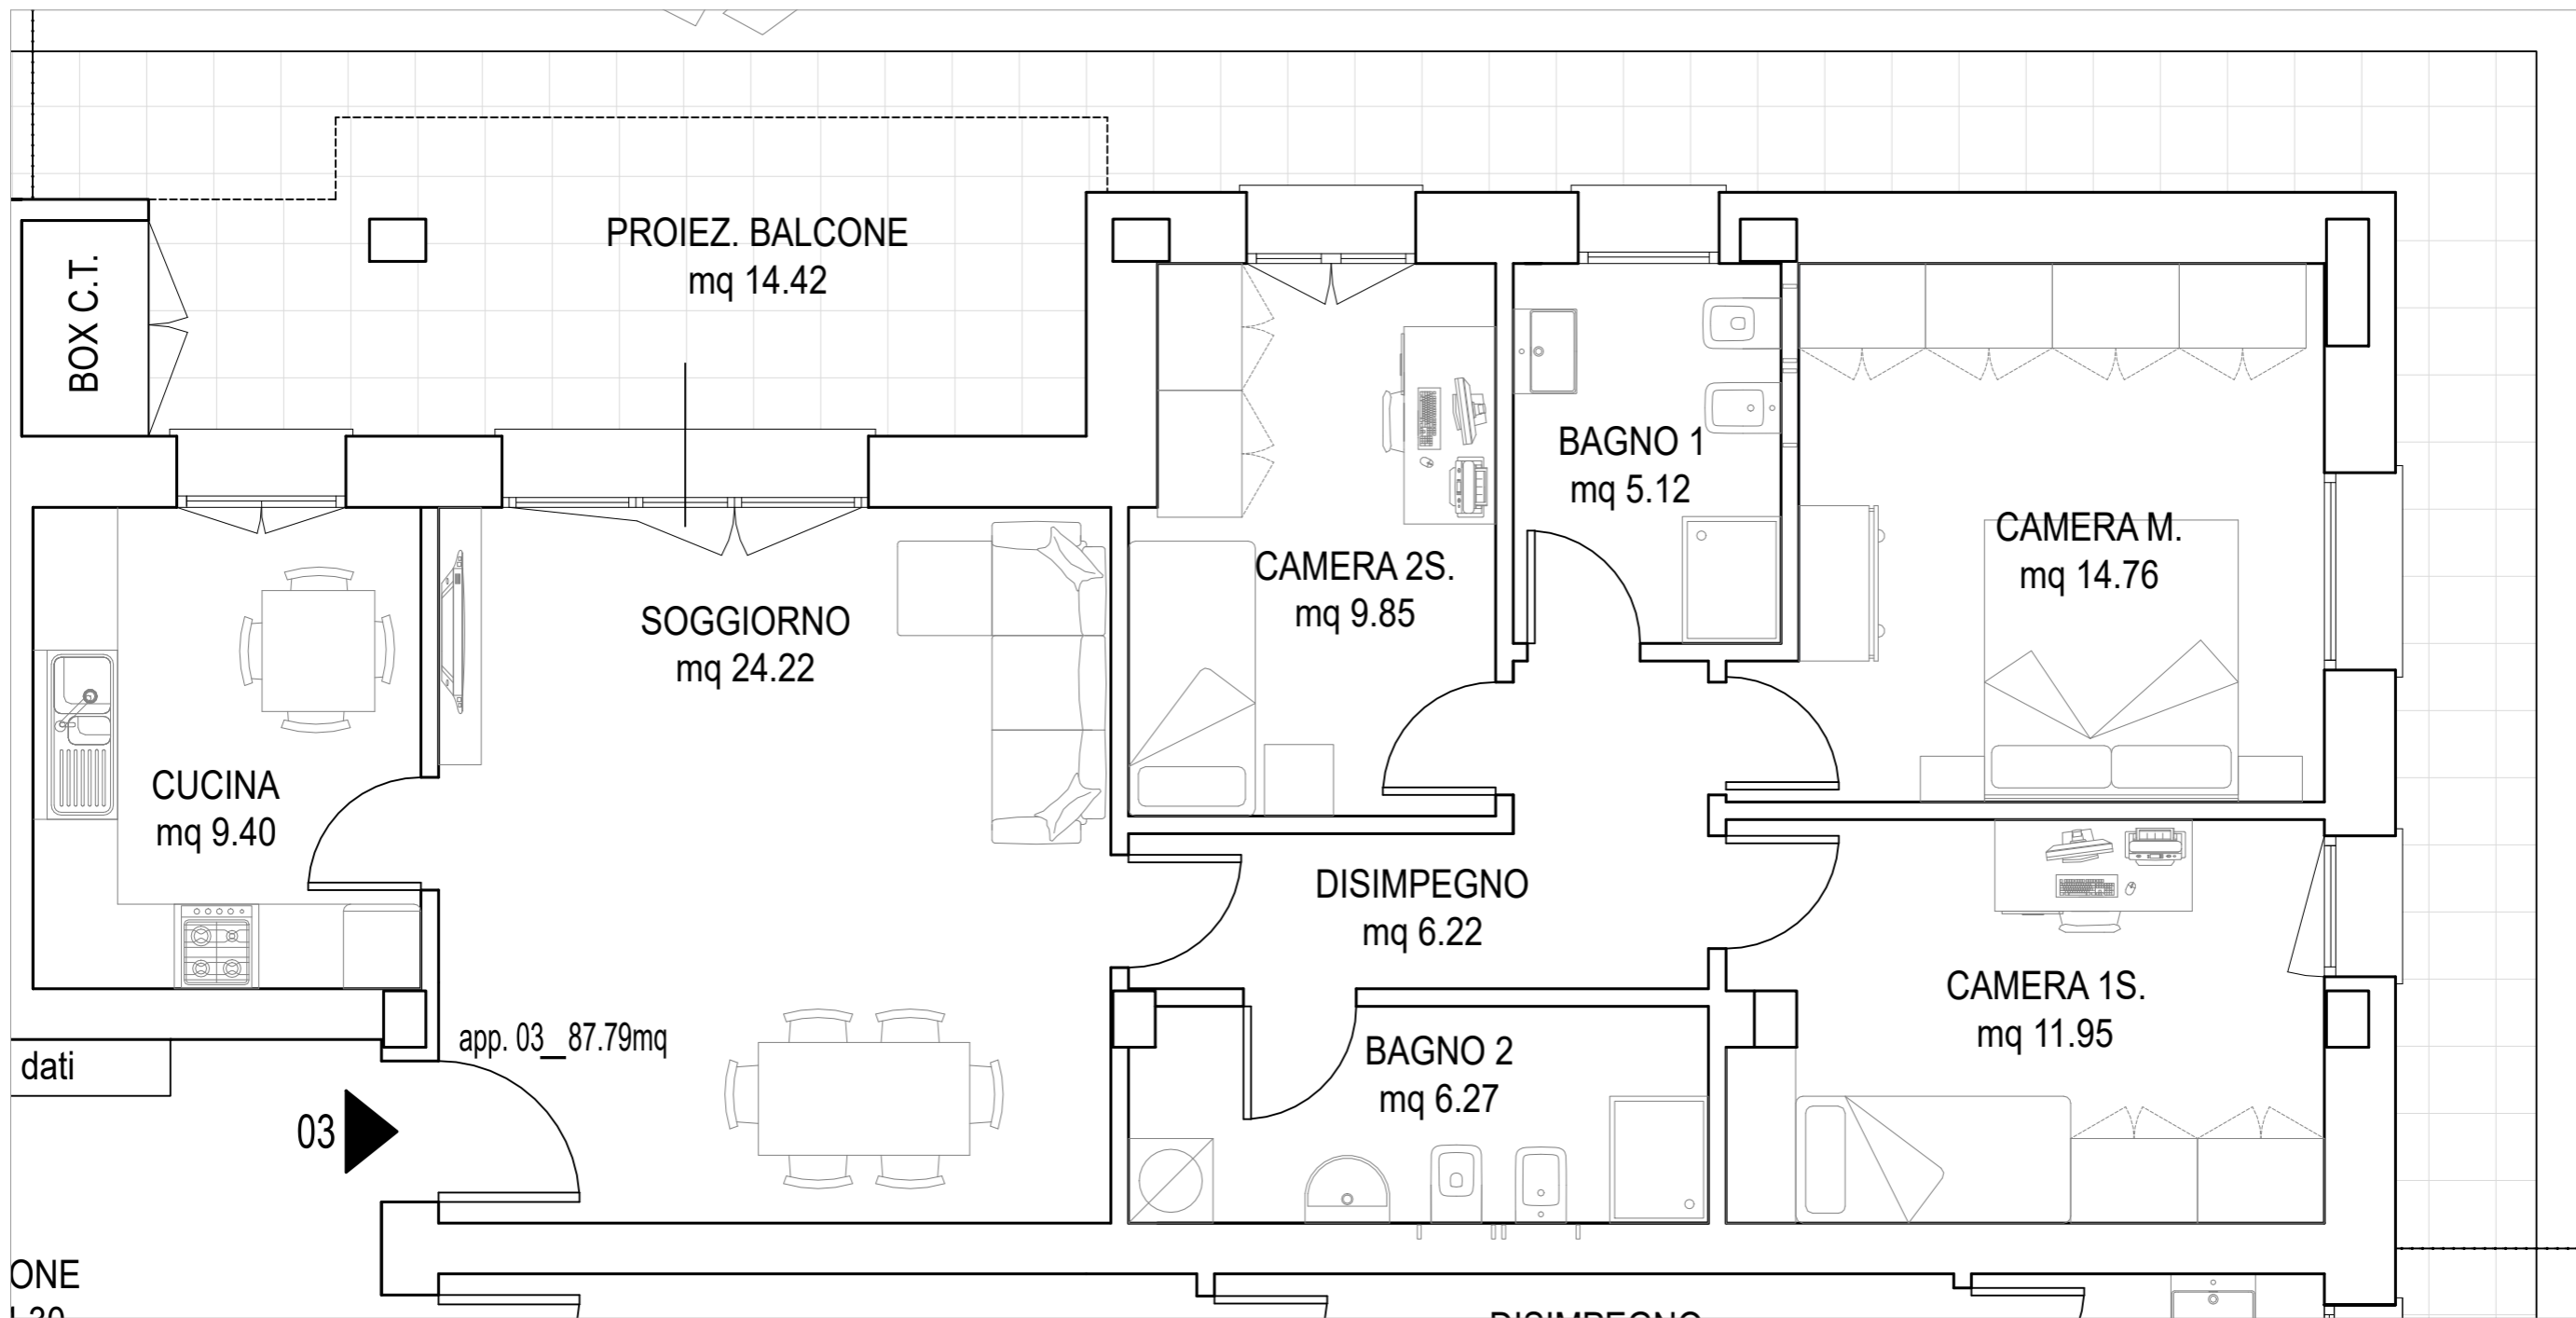 PROIEZ. BALCONE
mq 14.42
BOX C.T.
BAGNO 1
mq 5.12
CAMERA M.
mq 14.76
CAMERA 2S.
mq 9.85
SOGGIORNO
mq 24.22
CUCINA
mq 9.40
DISIMPEGNO
mq 6.22
CAMERA 1S.
mq 11.95
app. 03_87.79mq
BAGNO 2
mq 6.27
dati
03
ONE
DISIMPEGNO